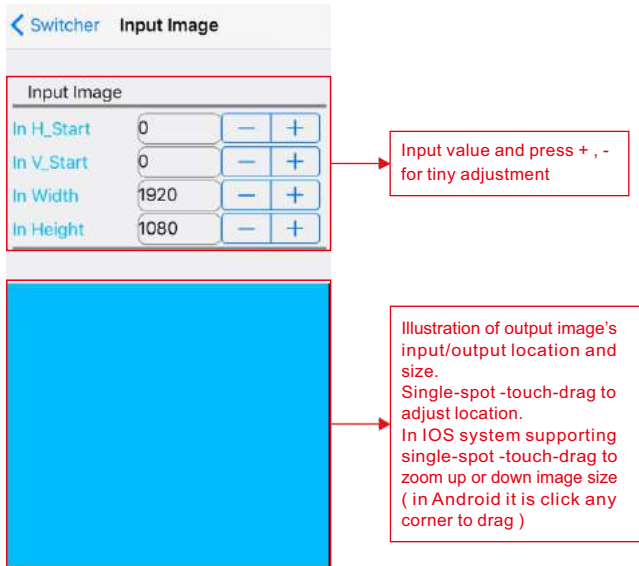 Switcher Input Image
Input Image
In H_Start 0 — +
In V_Start 0 — +
In Width 1920 — +
In Height 1080 — +
Input value and press + , -
for tiny adjustment
Illustration of output image's
input/output location and
size.
Single-spot -touch-drag to
adjust location.
In IOS system supporting
single-spot -touch-drag to
zoom up or down image size
( in Android it is click any
corner to drag )